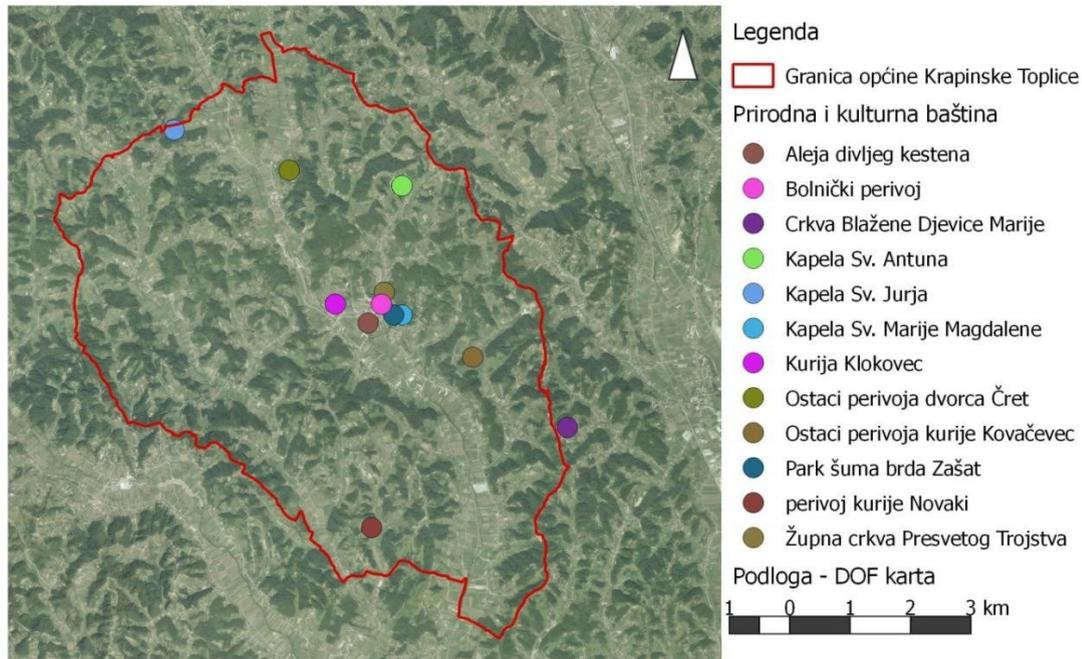 Legenda
Granica općine Krapinske Toplice
Prirodna i kulturna baština
Aleja divljeg kestena
Bolnički perivoj
Crkva Blažene Djevice Marije
Kapela Sv. Antuna
Kapela Sv. Jurja
Kapela Sv. Marije Magdalene
Kurija Klokovec
Ostaci perivoja dvorca Čret
Ostaci perivoja kurije Kovačevec
Park šuma brda Zašat
perivoj kurije Novaki
Župna crkva Presvetog Trojstva
Podloga - DOF karta
1 0 1 2 3 km